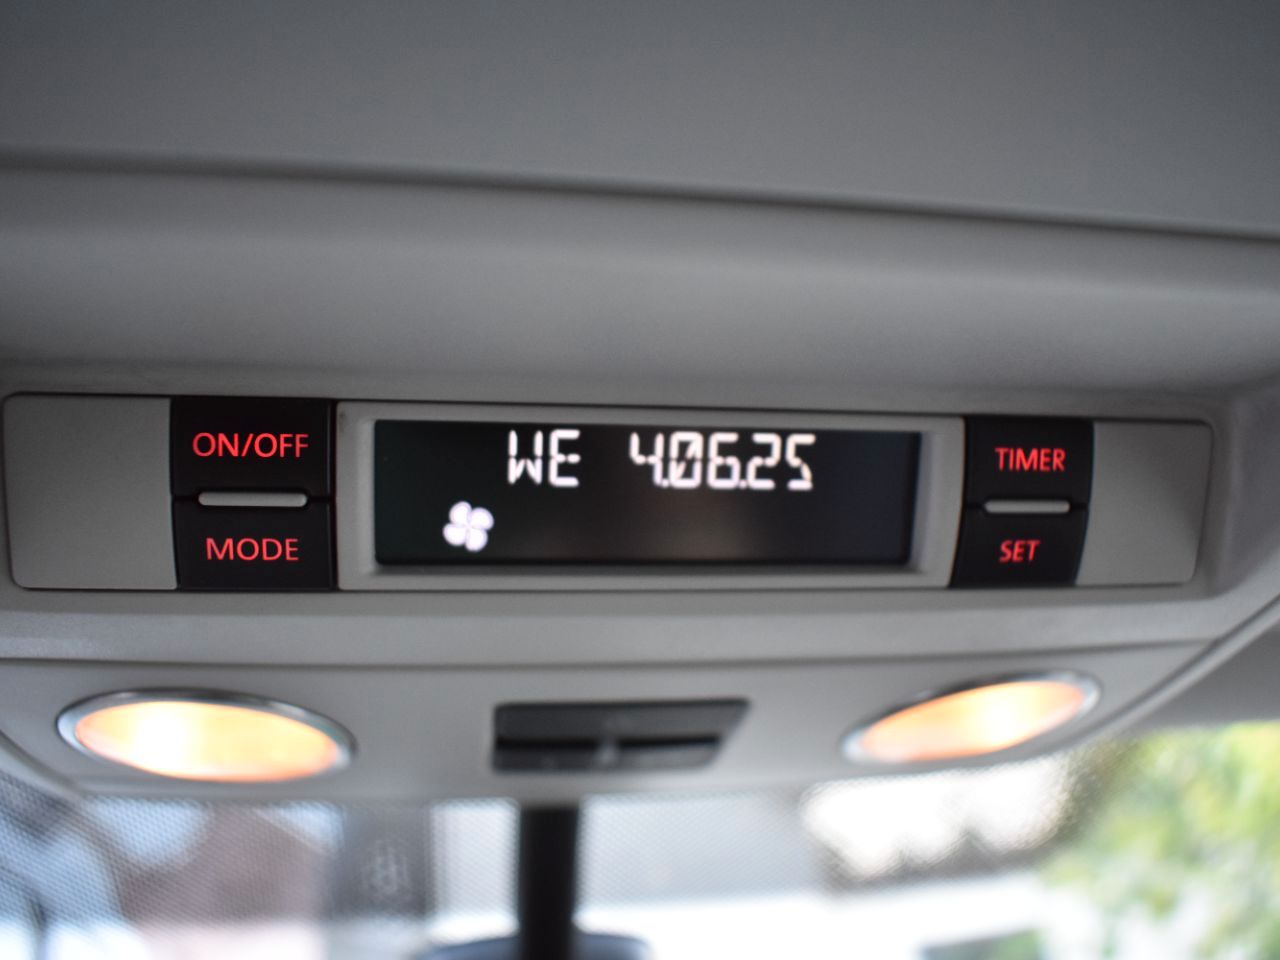 ON/OFF
MODE
WE 4.06.25
TIMER
SET